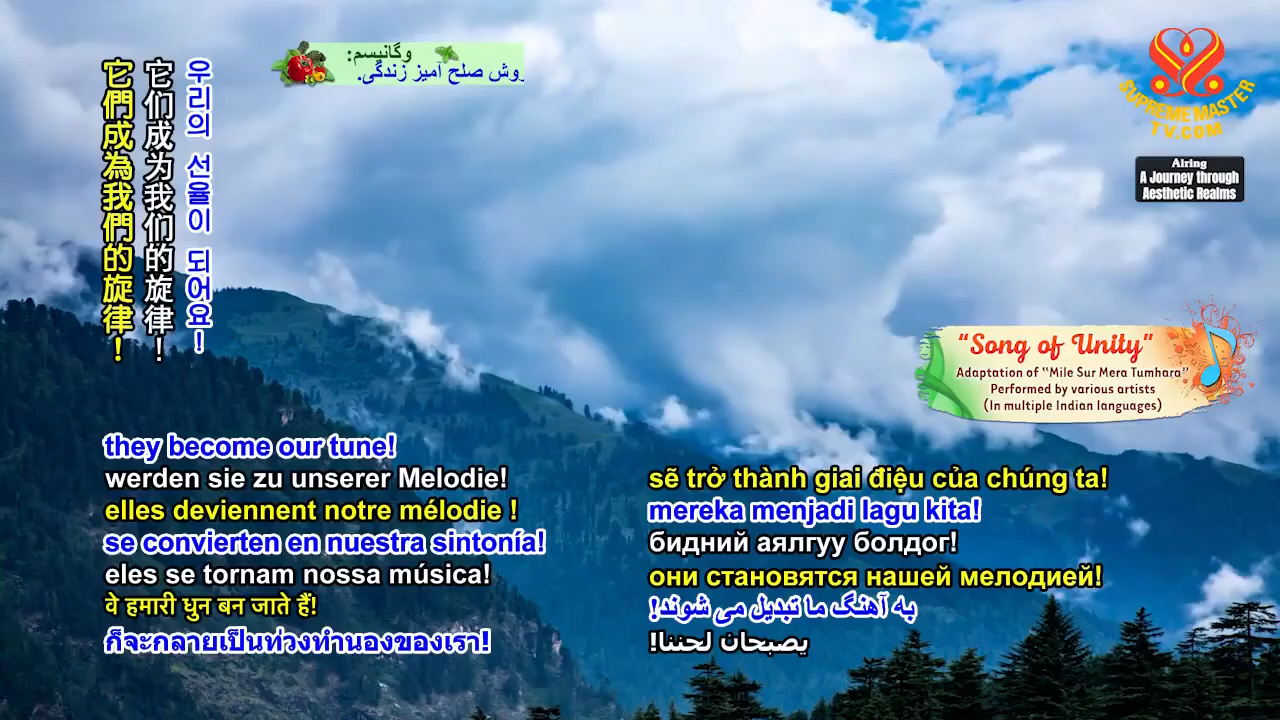 우리의 선율이 되어요!
它们成为我们的旋律！
它們成為我們的旋律！
وگانیسم:
روش صلح آمیز زندگی.
SUPREME MASTER
TV.COM
Airing
A Journey through
Aesthetic Realms
"Song of Unity"
Adaptation of "Mile Sur Mera Tumhara"
Performed by various artists
(In multiple Indian languages)
they become our tune!
werden sie zu unserer Melodie!
elles deviennent notre mélodie !
se convierten en nuestra sintonía!
eles se tornam nossa música!
वे हमारी धुन बन जाते हैं!
ก็จะกลายเป็นท่วงทำนองของเรา!
sẽ trở thành giai điệu của chúng ta!
mereka menjadi lagu kita!
бидний аялгуу болдог!
они становятся нашей мелодией!
به آهنگ ما تبدیل می شوند!
يصبحان لحننا!